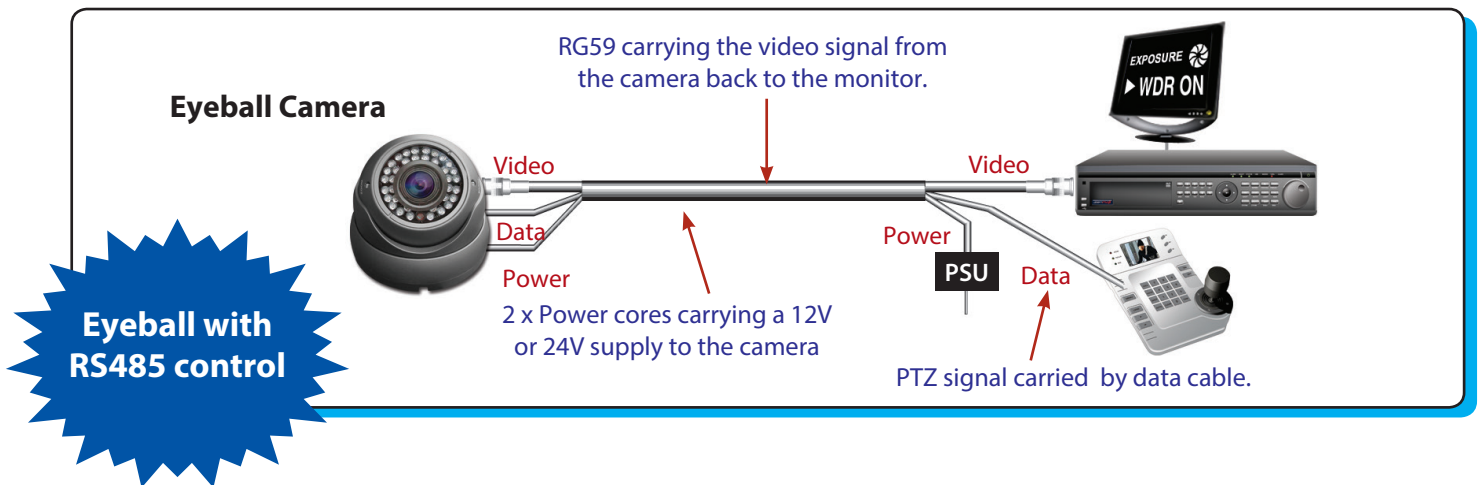 RG59 carrying the video signal from
the camera back to the monitor.
EXPOSURE
WDR ON
Eyeball Camera
Video
Video
Data
Power
Power
PSU
Data
2 x Power cores carrying a 12V
or 24V supply to the camera
PTZ signal carried by data cable.
Eyeball with
RS485 control